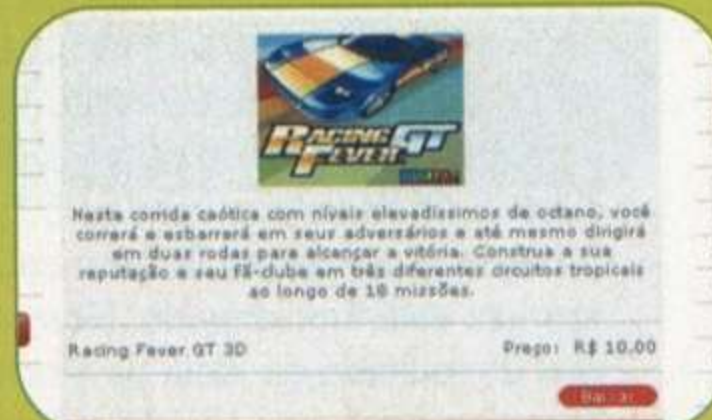 RACING
FEVER GT
Nesta corrida caótica com níveis elevadíssimos de octano, você
correrá e esbarrará em seus adversários e até mesmo dirigirá
em duas rodas para alcançar a vitória. Construa a sua
reputação e seu fã-clube em três diferentes circuitos tropicais
ao longo de 18 missões.
Racing Fever GT 3D
Preço: R$ 10,00
Baixar